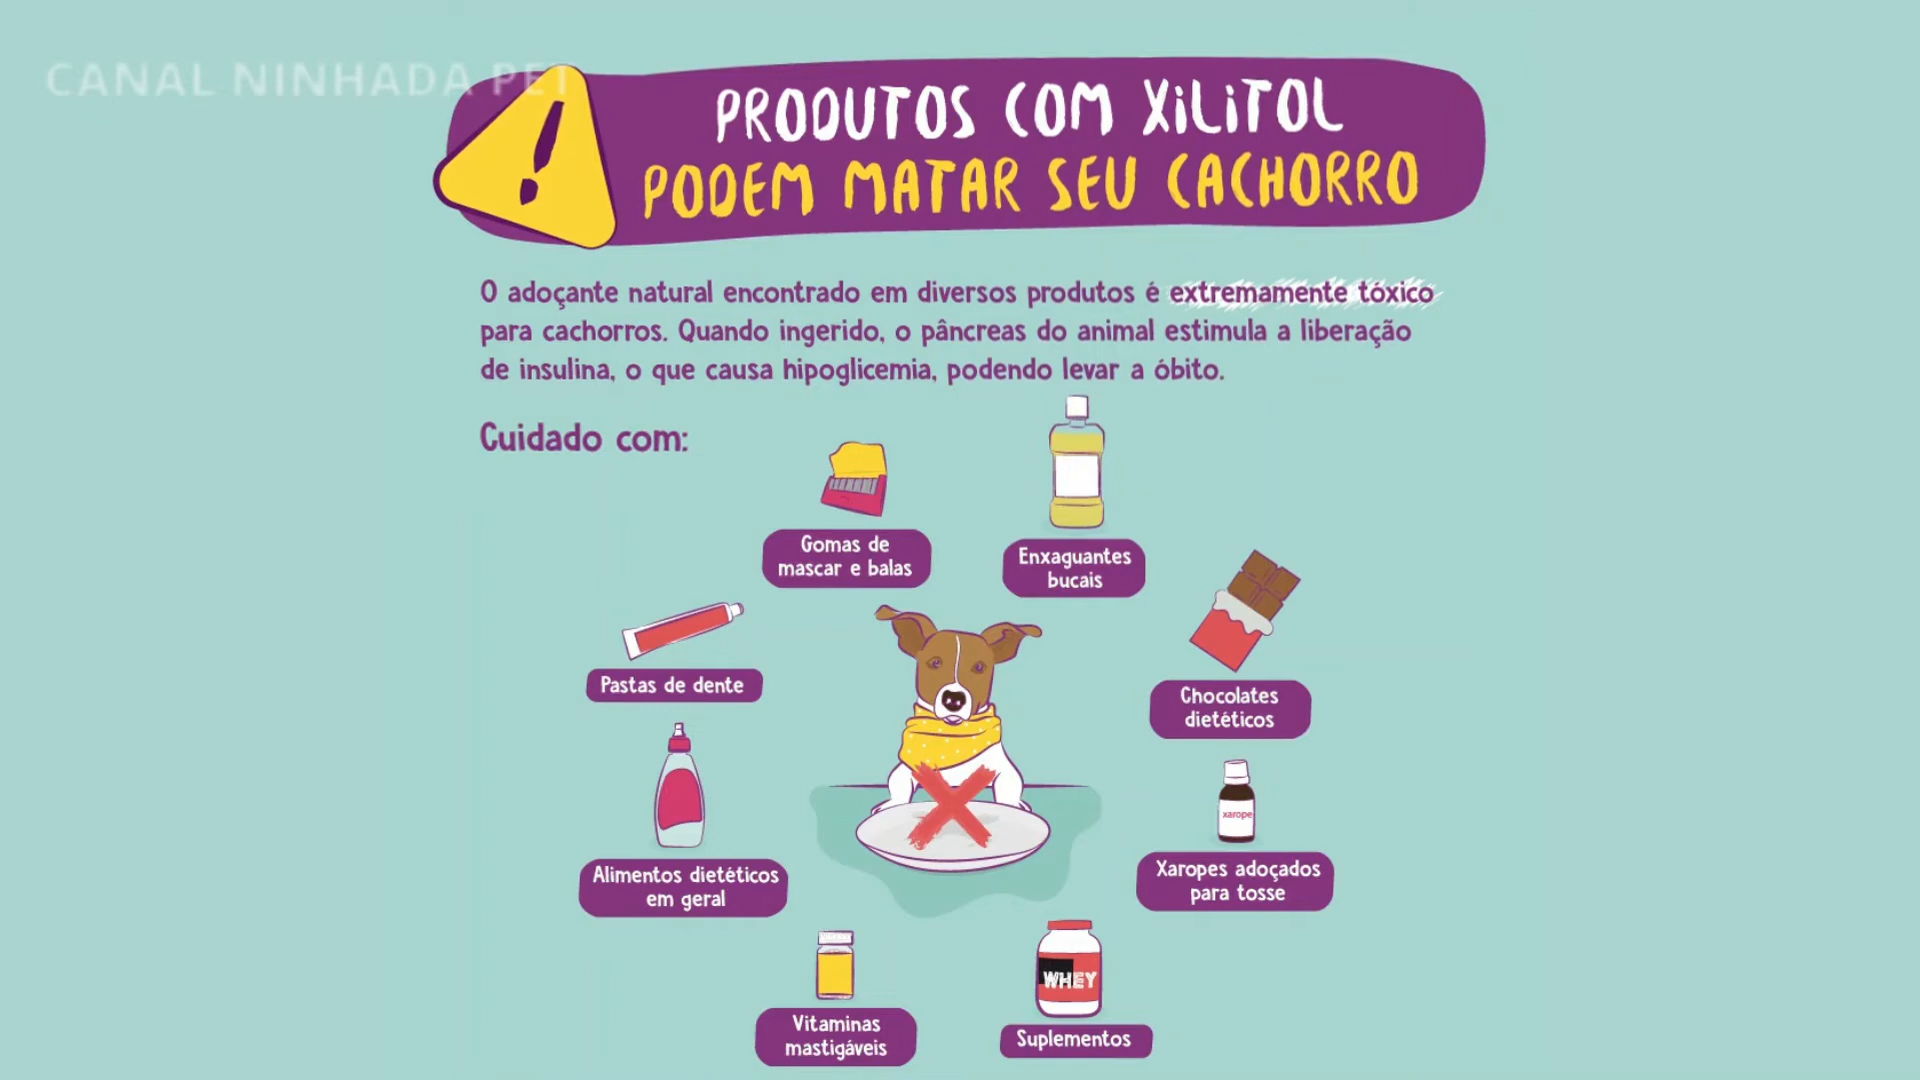 CANAL NINHADA PET
PRODUTOS COM XiLiTOL
PODEM MATAR SEU CACHORRO
O adoçante natural encontrado em diversos produtos é extremamente tóxico
para cachorros. Quando ingerido, o pâncreas do animal estimula a liberação
de insulina, o que causa hipoglicemia, podendo levar a óbito.
Cuidado com:
Gomas de
mascar e balas
Enxaguantes
bucais
Pastas de dente
Chocolates
dietéticos
xarope
Alimentos dietéticos
em geral
Xaropes adoçados
para tosse
WHEY
Vitaminas
mastigáveis
Suplementos